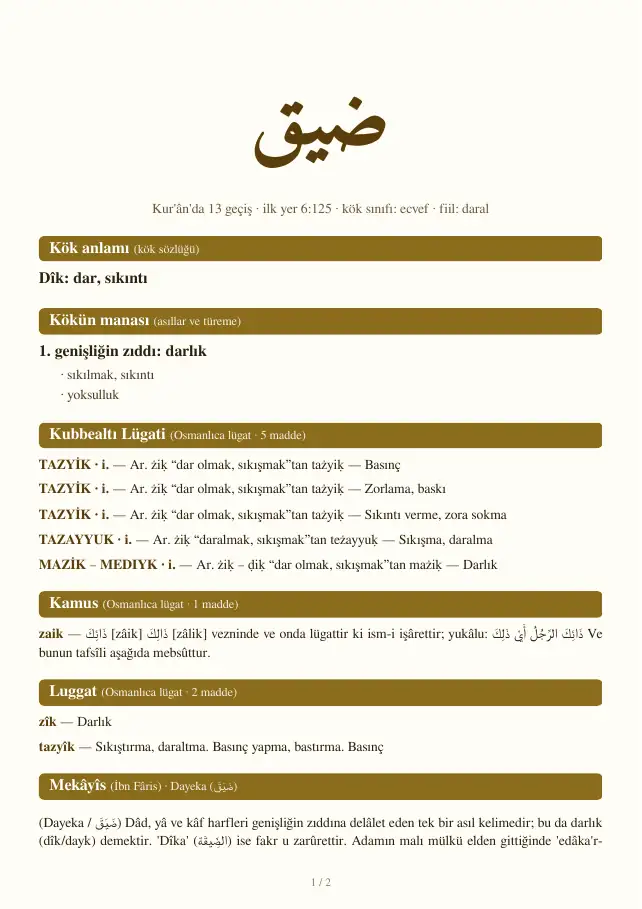 ضيق
Kur'ân'da 13 geçiş · ilk yer 6:125 · kök sınıfı: ecvef · fiil: daral
Kök anlamı (kök sözlüğü)
Dîk: dar, sıkıntı
Kökün manası (asıllar ve türeme)
1. genişliğin zıddı: darlık
· sıkılmak, sıkıntı
· yoksulluk
Kubbealtı Lügati (Osmanlıca lügat · 5 madde)
TAZYİK · i. — Ar. żiḳ “dar olmak, sıkışmak”tan tażyiḳ — Basınç
TAZYİK · i. — Ar. żiḳ “dar olmak, sıkışmak”tan tażyiḳ — Zorlama, baskı
TAZYİK · i. — Ar. żiḳ “dar olmak, sıkışmak”tan tażyiḳ — Sıkıntı verme, zora sokma
TAZAYYUK · i. — Ar. żiḳ “daralmak, sıkışmak”tan teżayyuḳ — Sıkışma, daralma
MAZİK – MEDIYK · i. — Ar. żiḳ – ḍiḳ “dar olmak, sıkışmak”tan mażiḳ — Darlık
Kamus (Osmanlıca lügat · 1 madde)
zaik — ذَائِكَ [zâik] ذَالِكَ [zâlik] vezninde ve onda lügattir ki ism-i işârettir; yukâlu: ذَائِكَ الرَّجُلُ أَيْ ذَلِكَ Ve
bunun tafsîli aşağıda mebsûttur.
Luggat (Osmanlıca lügat · 2 madde)
zîk — Darlık
tazyîk — Sıkıştırma, daraltma. Basınç yapma, bastırma. Basınç
Mekâyîs (İbn Fâris) · Dayeka (ضَيَقَ)
(Dayeka / ضَيَقَ) Dâd, yâ ve kâf harfleri genişliğin zıddına delâlet eden tek bir asıl kelimedir; bu da darlık
(dîk/dayk) demektir. 'Dîka' (الضِّيقَة) ise fakr u zarûrettir. Adamın malı mülkü elden gittiğinde 'edâka'r-
1 / 2